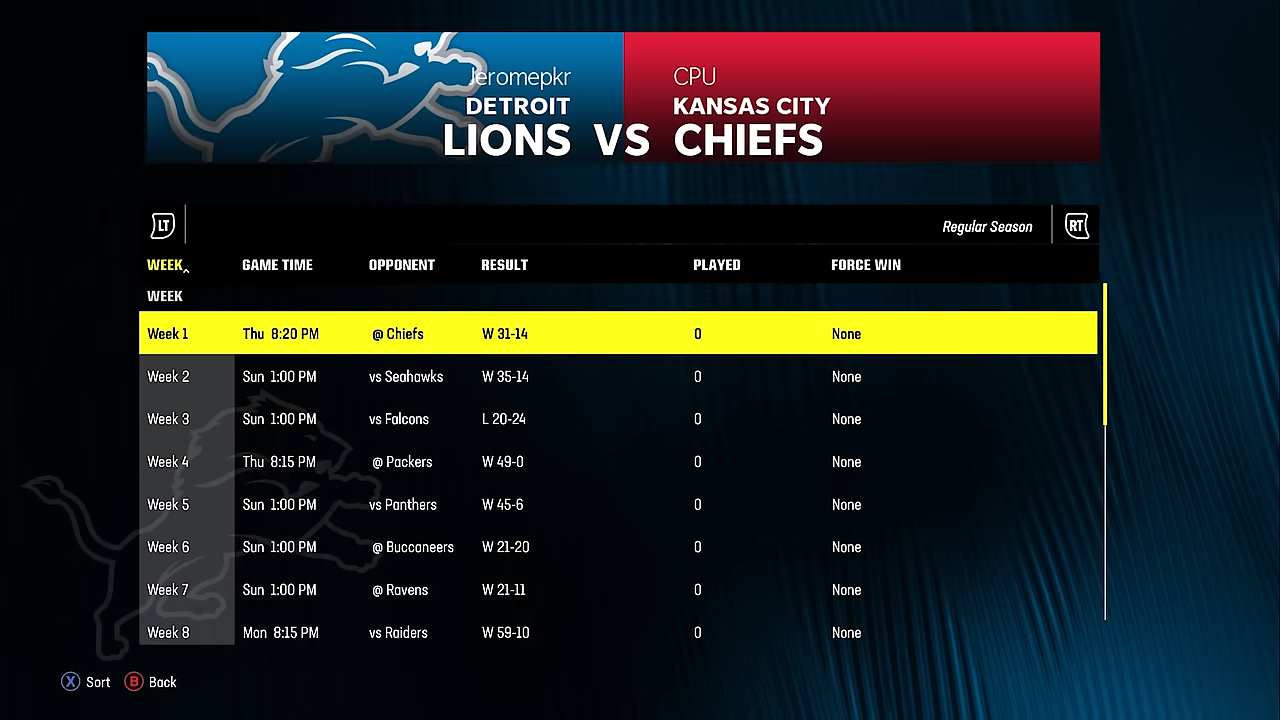 Jeromepkr CPU
DETROIT KANSAS CITY
LIONS VS CHIEFS
LT Regular Season RT
WEEK GAME TIME OPPONENT RESULT PLAYED FORCE WIN
WEEK
Week 1 Thu 8:20 PM @ Chiefs W 31-14 0 None
Week 2 Sun 1:00 PM vs Seahawks W 35-14 0 None
Week 3 Sun 1:00 PM vs Falcons L 20-24 0 None
Week 4 Thu 8:15 PM @ Packers W 49-0 0 None
Week 5 Sun 1:00 PM vs Panthers W 45-6 0 None
Week 6 Sun 1:00 PM @ Buccaneers W 21-20 0 None
Week 7 Sun 1:00 PM @ Ravens W 21-11 0 None
Week 8 Mon 8:15 PM vs Raiders W 59-10 0 None
X Sort B Back